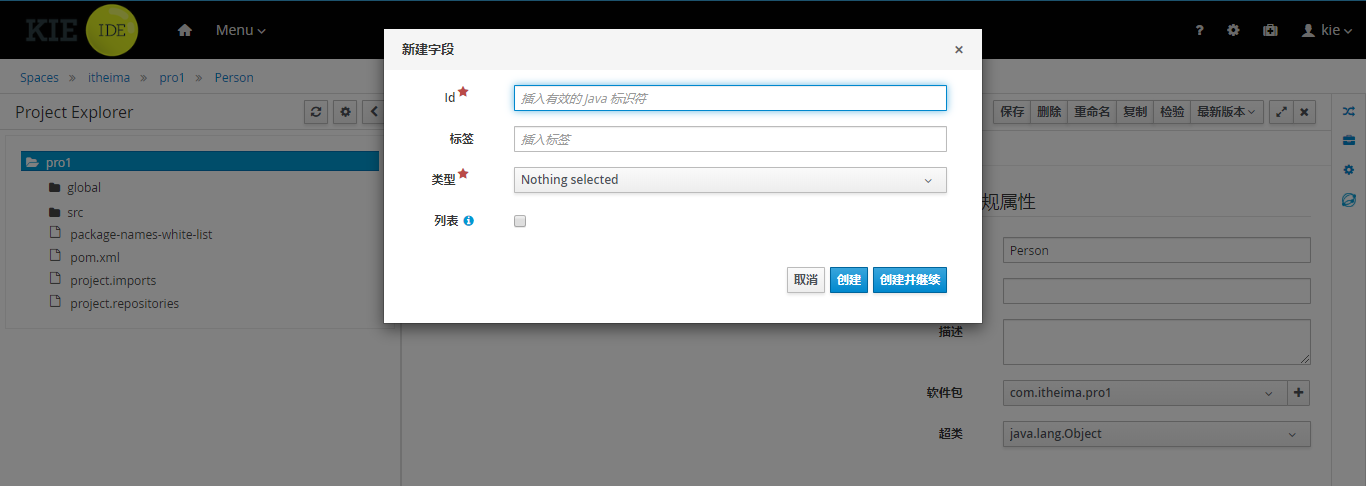 KIE IDE Menu ? kie
Spaces » itheima » pro1 » Person
新建字段 ×
Id
插入有效的 Java 标识符
标签
插入标签
类型
Nothing selected
列表
取消 创建 创建并继续
Project Explorer
pro1
global
src
package-names-white-list
pom.xml
project.imports
project.repositories
保存 删除 重命名 复制 检验 最新版本
规属性
Person
描述
软件包
com.itheima.pro1
超类
java.lang.Object